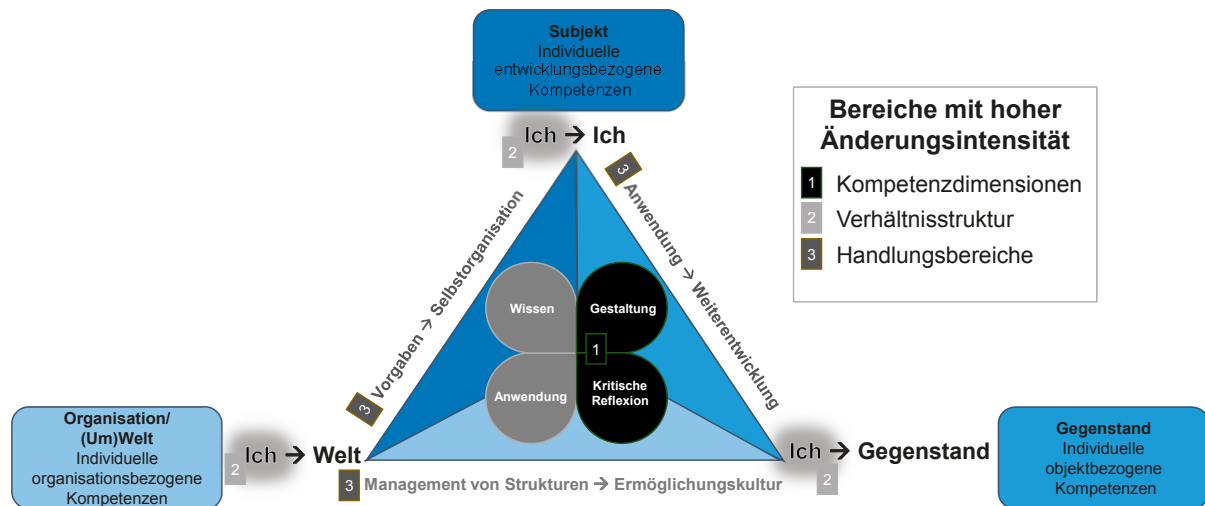 Subjekt
Individuelle
entwicklungsbezogene
Kompetenzen
Ich → Ich
2
Bereiche mit hoher
Änderungsintensität
1 Kompetenzdimensionen
2 Verhältnisstruktur
3 Handlungsbereiche
3 Vorgaben → Selbstorganisation
3 Anwendung → Weiterentwicklung
Wissen
Gestaltung
1
Anwendung
Kritische
Reflexion
Organisation/
(Um)Welt
Individuelle
organisationsbezogene
Kompetenzen
2
Ich → Welt
Ich → Gegenstand
2
Gegenstand
Individuelle
objektbezogene
Kompetenzen
3 Management von Strukturen → Ermöglichungskultur